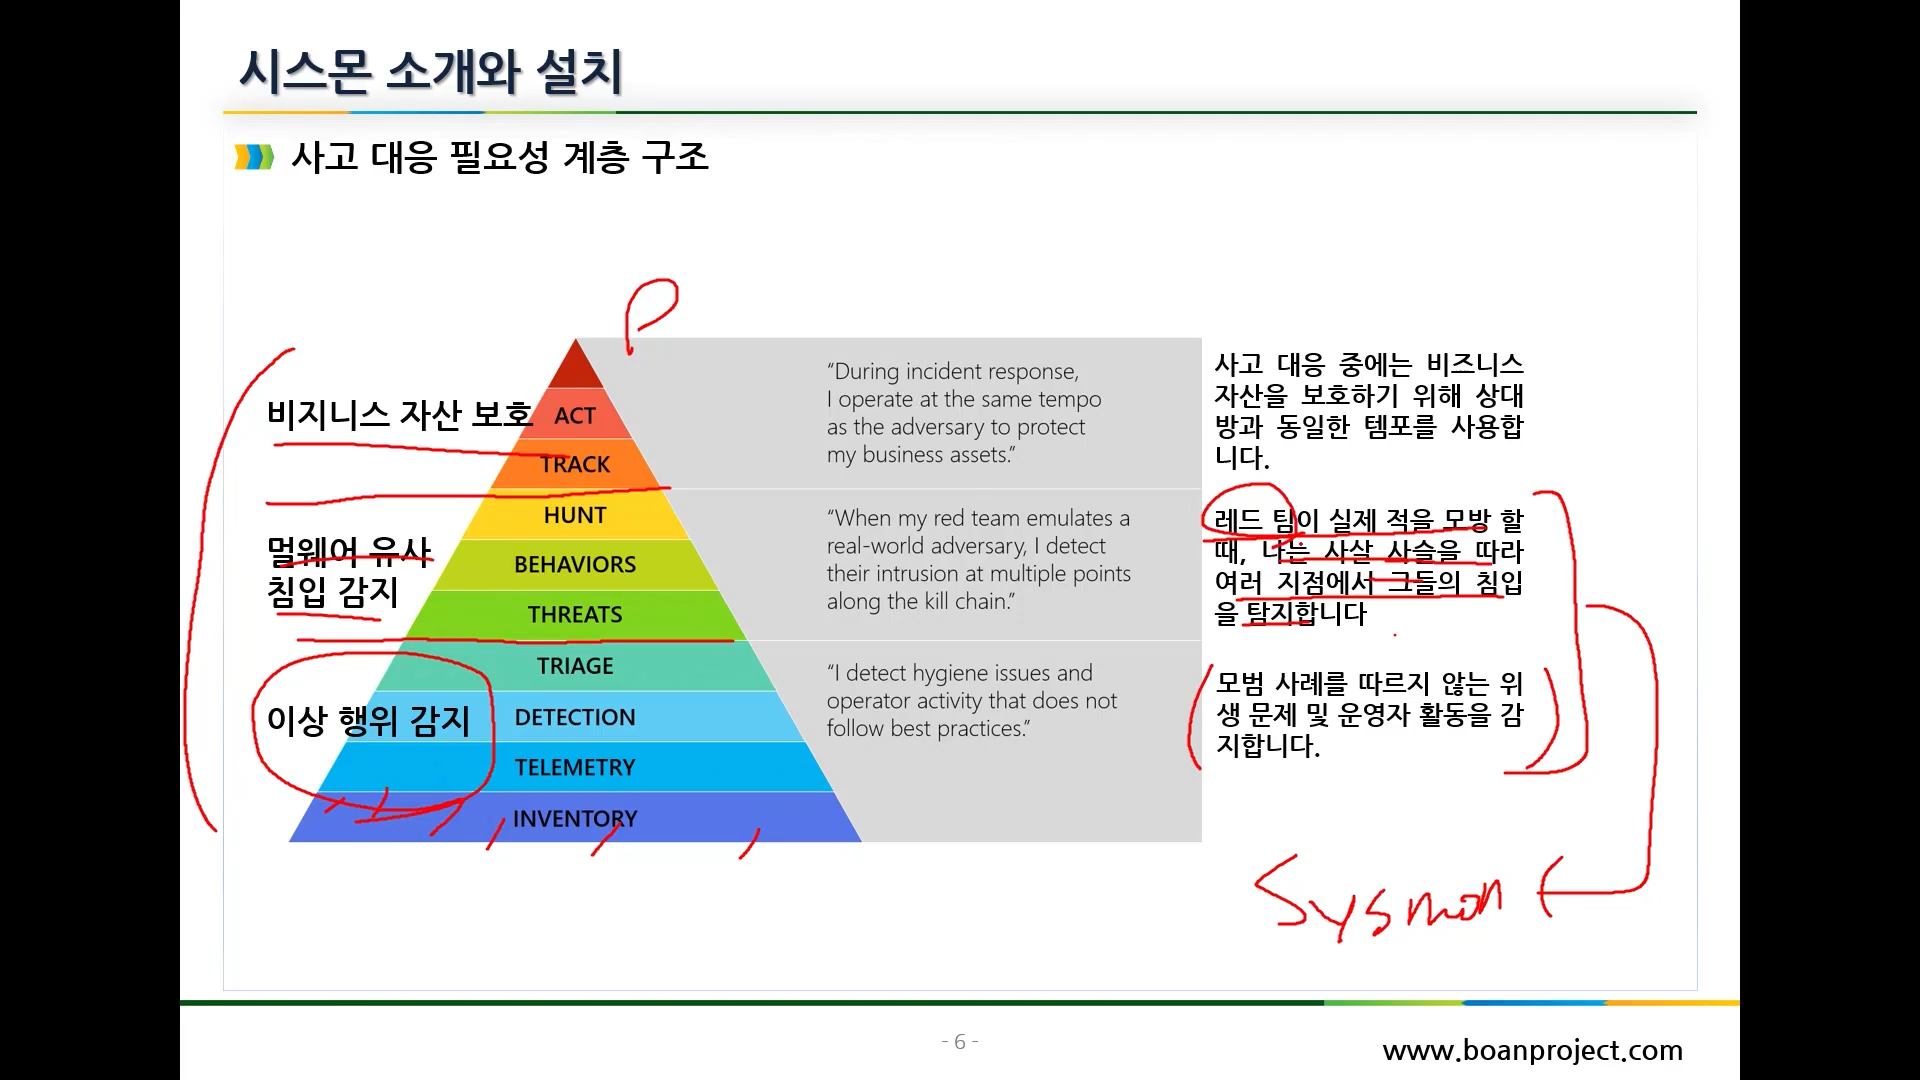 시스몬 소개와 설치
사고 대응 필요성 계층 구조
비지니스 자산 보호
멀웨어 유사
침입 감지
이상 행위 감지
ACT
TRACK
HUNT
BEHAVIORS
THREATS
TRIAGE
DETECTION
TELEMETRY
INVENTORY
“During incident response,
I operate at the same tempo
as the adversary to protect
my business assets.”
“When my red team emulates a
real-world adversary, I detect
their intrusion at multiple points
along the kill chain.”
“I detect hygiene issues and
operator activity that does not
follow best practices.”
사고 대응 중에는 비즈니스
자산을 보호하기 위해 상대
방과 동일한 템포를 사용합
니다.
레드 팀이 실제 적을 모방 할
때, 나는 사살 사슬을 따라
여러 지점에서 그들의 침입
을 탐지합니다
모범 사례를 따르지 않는 위
생 문제 및 운영자 활동을 감
지합니다.
Sysmon
- 6 -
www.boanproject.com